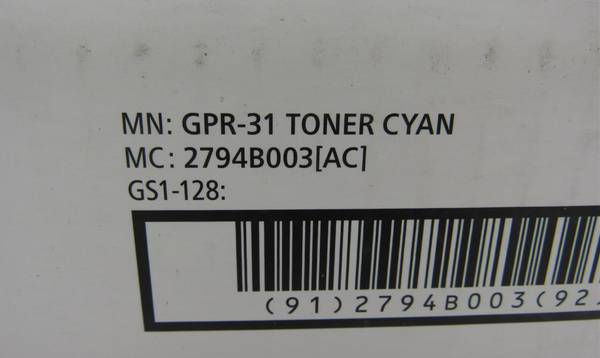 MN: GPR-31 TONER CYAN
MC: 2794B003[AC]
GS1-128:
(91)2794B003(92